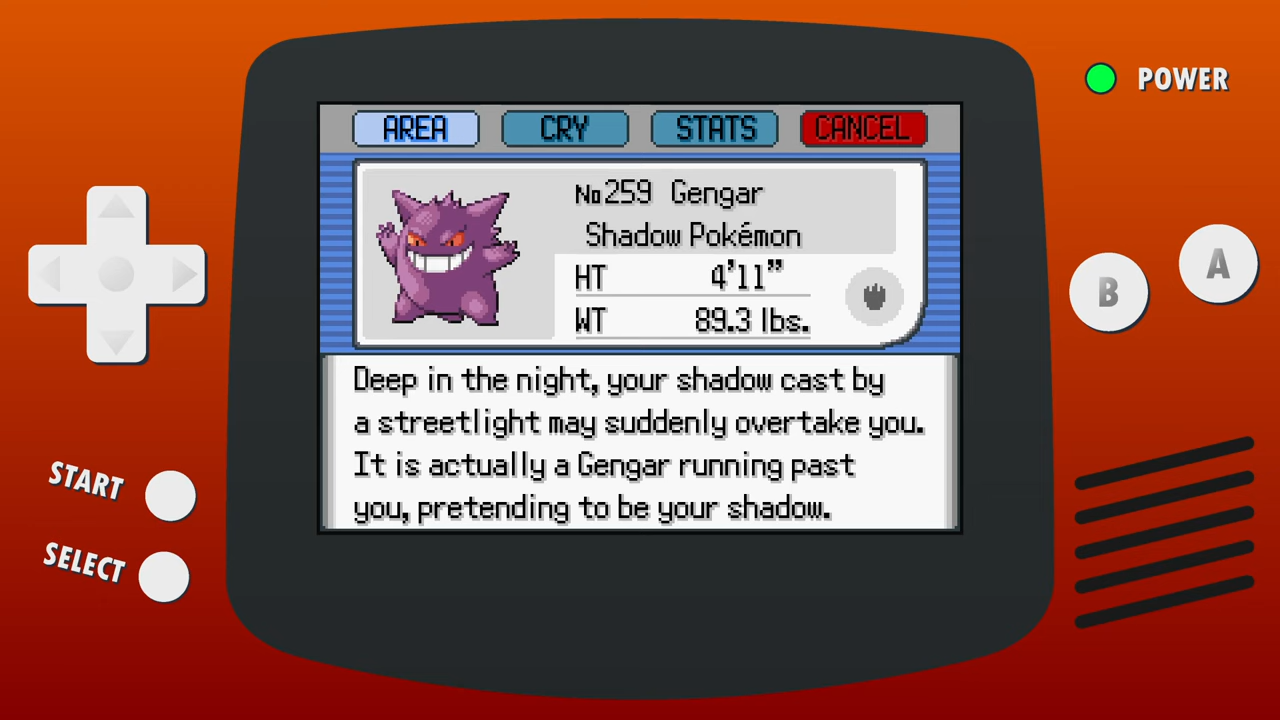 POWER
AREA CRY STATS CANCEL
No259 Gengar
Shadow Pokémon
HT 4'11"
WT 89.3 lbs.
B A
Deep in the night, your shadow cast by
a streetlight may suddenly overtake you.
It is actually a Gengar running past
you, pretending to be your shadow.
START
SELECT